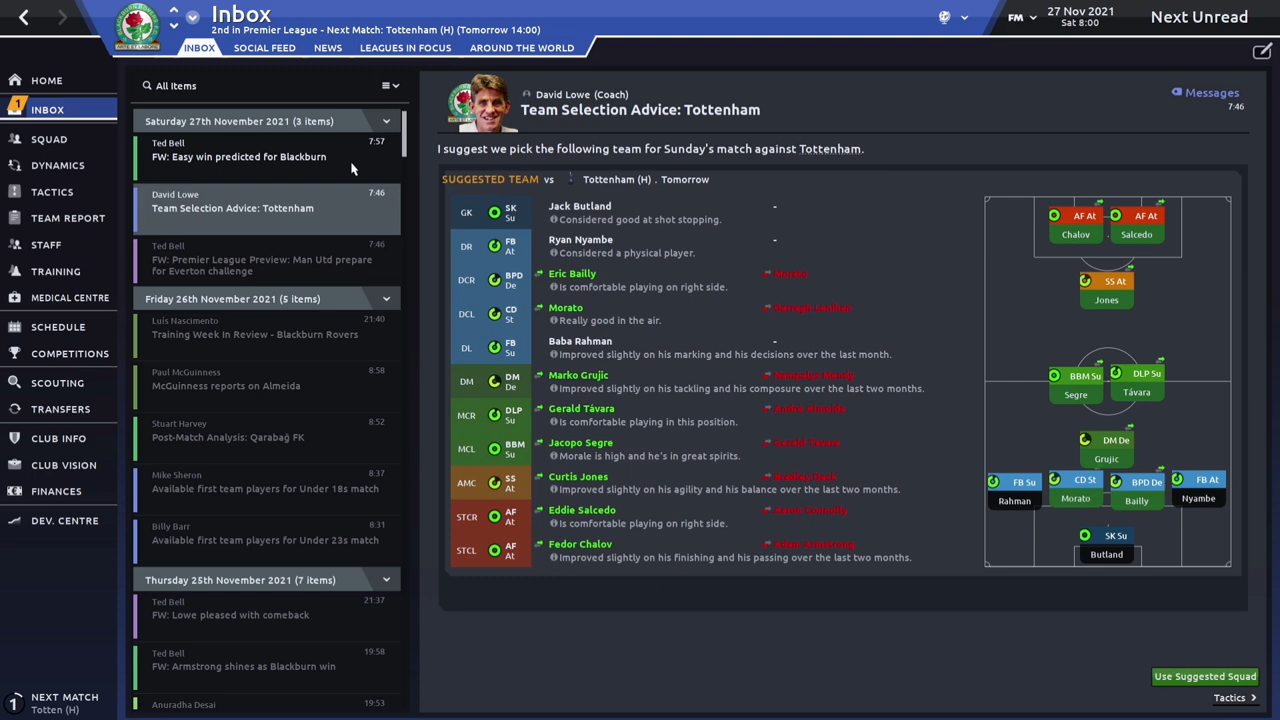 Inbox
2nd in Premier League - Next Match: Tottenham (H) (Tomorrow 14:00)
FM
27 Nov 2021
Sat 8:00
Next Unread
INBOX SOCIAL FEED NEWS LEAGUES IN FOCUS AROUND THE WORLD
HOME
1
INBOX
SQUAD
DYNAMICS
TACTICS
TEAM REPORT
STAFF
TRAINING
MEDICAL CENTRE
SCHEDULE
COMPETITIONS
SCOUTING
TRANSFERS
CLUB INFO
CLUB VISION
FINANCES
DEV. CENTRE
1 NEXT MATCH
Totten (H)
All Items
Saturday 27th November 2021 (3 items)
Ted Bell 7:57
FW: Easy win predicted for Blackburn
David Lowe 7:46
Team Selection Advice: Tottenham
Ted Bell 7:46
FW: Premier League Preview: Man Utd prepare
for Everton challenge
Friday 26th November 2021 (5 items)
Luís Nascimento 21:40
Training Week In Review - Blackburn Rovers
Paul McGuinness 8:58
McGuinness reports on Almeida
Stuart Harvey 8:52
Post-Match Analysis: Qarabağ FK
Mike Sheron 8:37
Available first team players for Under 18s match
Billy Barr 8:31
Available first team players for Under 23s match
Thursday 25th November 2021 (7 items)
Ted Bell 21:37
FW: Lowe pleased with comeback
Ted Bell 19:58
FW: Armstrong shines as Blackburn win
Anuradha Desai 19:53
David Lowe (Coach)
Team Selection Advice: Tottenham
Messages
7:46
I suggest we pick the following team for Sunday's match against Tottenham.
SUGGESTED TEAM vs Tottenham (H) . Tomorrow
GK SK Su Jack Butland -
Considered good at shot stopping.
DR FB At Ryan Nyambe -
Considered a physical player.
DCR BPD De Eric Bailly Morato
Is comfortable playing on right side.
DCL CD St Morato Darragh Lenihan
Really good in the air.
DL FB Su Baba Rahman -
Improved slightly on his marking and his decisions over the last month.
DM DM De Marko Grujic Nampalys Mendy
Improved slightly on his tackling and his composure over the last two months.
MCR DLP Su Gerald Távara André Almeida
Is comfortable playing in this position.
MCL BBM Su Jacopo Segre Gerald Távara
Morale is high and he's in great spirits.
AMC SS At Curtis Jones Bradley Dack
Improved slightly on his agility and his balance over the last two months.
STCR AF At Eddie Salcedo Aaron Connolly
Is comfortable playing on right side.
STCL AF At Fedor Chalov Adam Armstrong
Improved slightly on his finishing and his passing over the last two months.
AF At AF At
Chalov Salcedo
SS At
Jones
BBM Su DLP Su
Segre Távara
DM De
Grujic
FB Su CD St BPD De FB At
Rahman Morato Bailly Nyambe
SK Su
Butland
Use Suggested Squad
Tactics